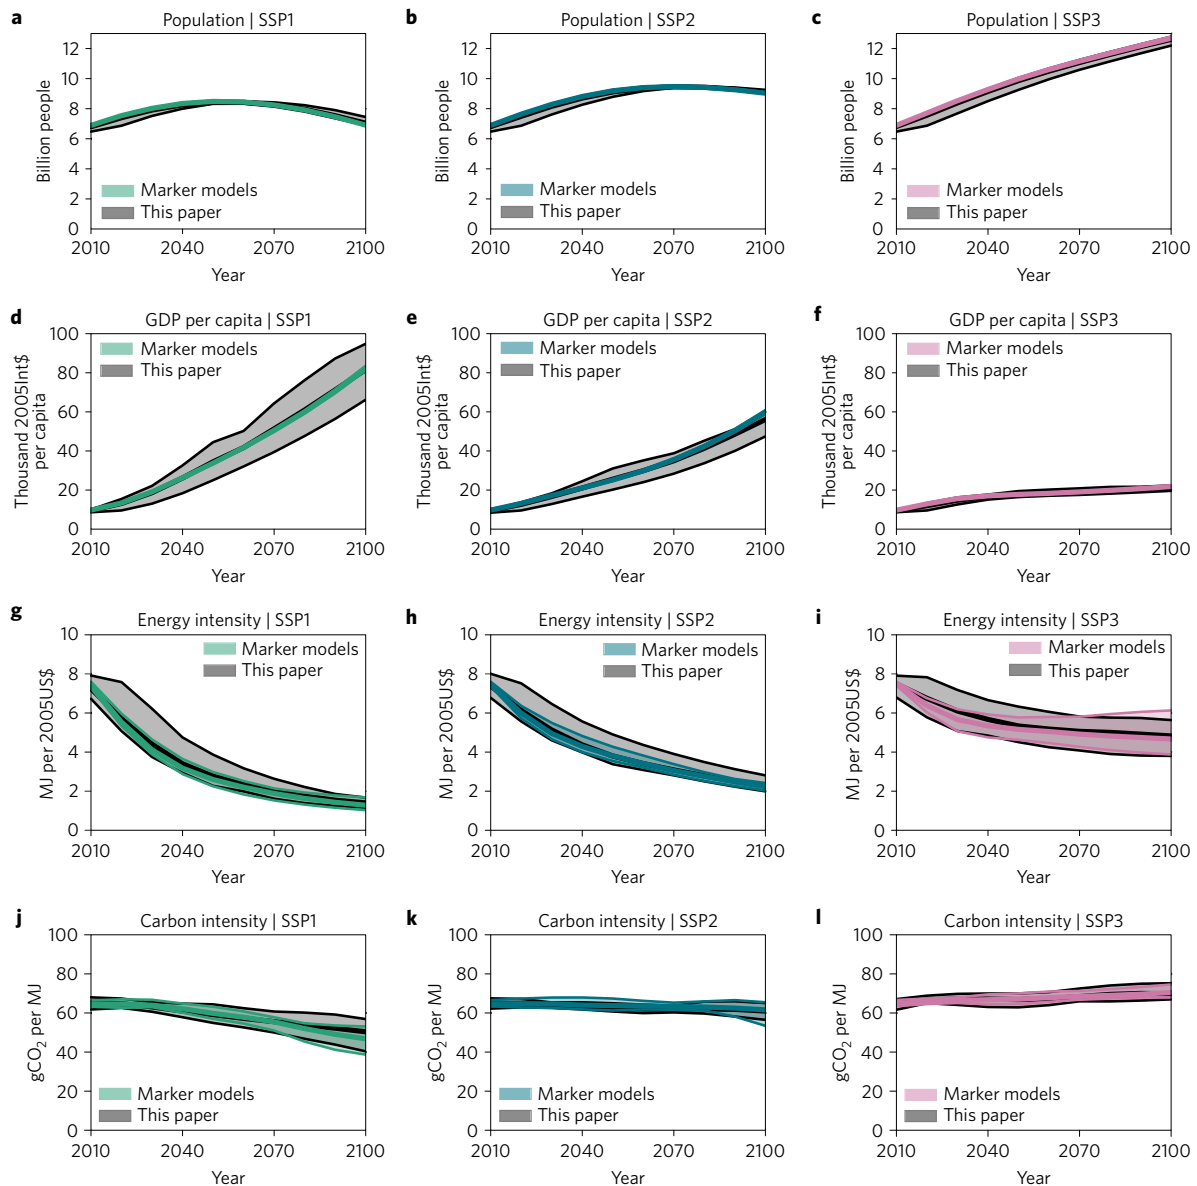 a
Population | SSP1
Billion people
12
10
8
6
4
2
0
Marker models
This paper
2010 2040 2070 2100
Year
b
Population | SSP2
Billion people
12
10
8
6
4
2
0
Marker models
This paper
2010 2040 2070 2100
Year
c
Population | SSP3
Billion people
12
10
8
6
4
2
0
Marker models
This paper
2010 2040 2070 2100
Year
d
GDP per capita | SSP1
Thousand 2005Int$
per capita
100
80
60
40
20
0
Marker models
This paper
2010 2040 2070 2100
Year
e
GDP per capita | SSP2
Thousand 2005Int$
per capita
100
80
60
40
20
0
Marker models
This paper
2010 2040 2070 2100
Year
f
GDP per capita | SSP3
Thousand 2005Int$
per capita
100
80
60
40
20
0
Marker models
This paper
2010 2040 2070 2100
Year
g
Energy intensity | SSP1
MJ per 2005US$
10
8
6
4
2
0
Marker models
This paper
2010 2040 2070 2100
Year
h
Energy intensity | SSP2
MJ per 2005US$
10
8
6
4
2
0
Marker models
This paper
2010 2040 2070 2100
Year
i
Energy intensity | SSP3
MJ per 2005US$
10
8
6
4
2
0
Marker models
This paper
2010 2040 2070 2100
Year
j
Carbon intensity | SSP1
gCO₂ per MJ
100
80
60
40
20
0
Marker models
This paper
2010 2040 2070 2100
Year
k
Carbon intensity | SSP2
gCO₂ per MJ
100
80
60
40
20
0
Marker models
This paper
2010 2040 2070 2100
Year
l
Carbon intensity | SSP3
gCO₂ per MJ
100
80
60
40
20
0
Marker models
This paper
2010 2040 2070 2100
Year